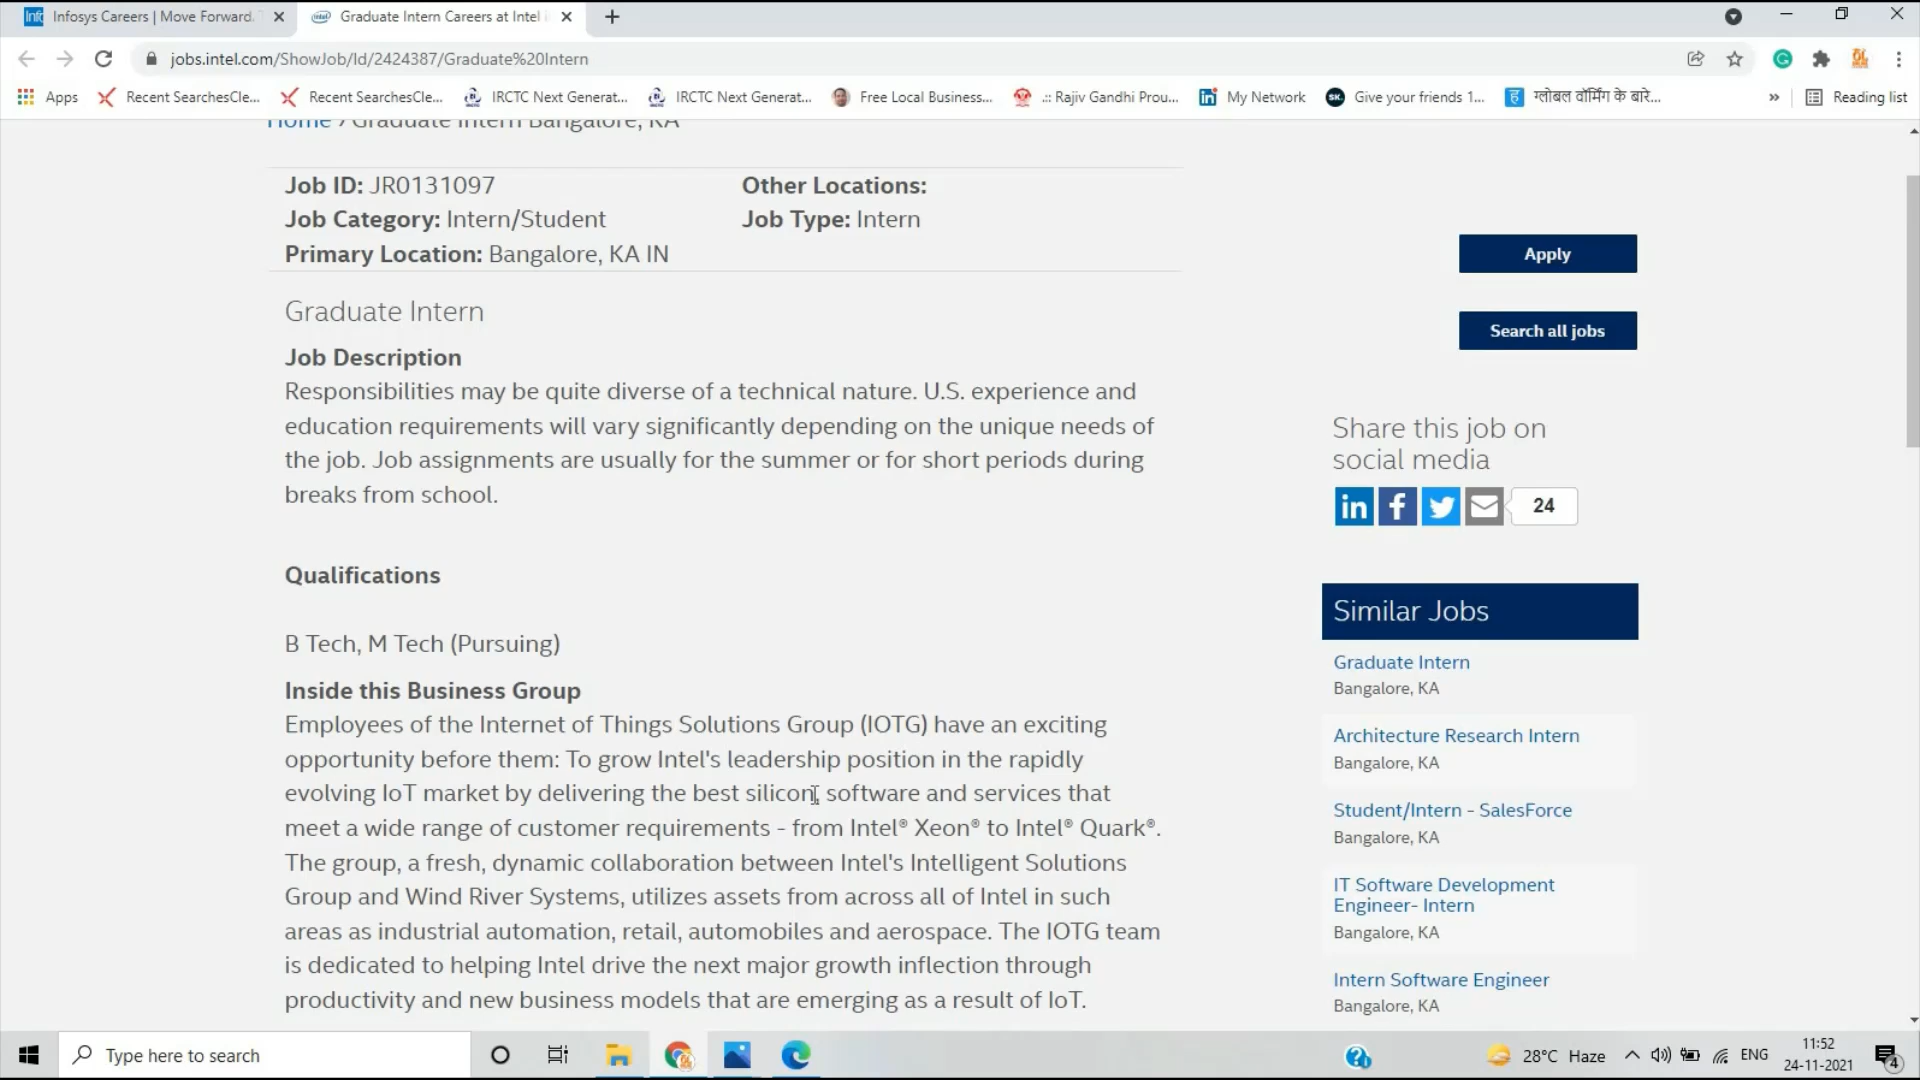 Infosys Careers | Move Forward.
Graduate Intern Careers at Intel
jobs.intel.com/ShowJob/Id/2424387/Graduate%20Intern
Apps
Recent SearchesCle...
Recent SearchesCle...
IRCTC Next Generat...
IRCTC Next Generat...
Free Local Business...
.:: Rajiv Gandhi Prou...
My Network
Give your friends 1...
ग्लोबल वॉर्मिंग के बारे...
»
Reading list
Home › Graduate Intern Bangalore, KA
Job ID: JR0131097
Other Locations:
Job Category: Intern/Student
Job Type: Intern
Primary Location: Bangalore, KA IN
Apply
Search all jobs
Graduate Intern
Job Description
Responsibilities may be quite diverse of a technical nature. U.S. experience and
education requirements will vary significantly depending on the unique needs of
the job. Job assignments are usually for the summer or for short periods during
breaks from school.
Share this job on
social media
24
Qualifications
B Tech, M Tech (Pursuing)
Inside this Business Group
Employees of the Internet of Things Solutions Group (IOTG) have an exciting
opportunity before them: To grow Intel's leadership position in the rapidly
evolving IoT market by delivering the best silicon, software and services that
meet a wide range of customer requirements - from Intel® Xeon® to Intel® Quark®.
The group, a fresh, dynamic collaboration between Intel's Intelligent Solutions
Group and Wind River Systems, utilizes assets from across all of Intel in such
areas as industrial automation, retail, automobiles and aerospace. The IOTG team
is dedicated to helping Intel drive the next major growth inflection through
productivity and new business models that are emerging as a result of IoT.
Similar Jobs
Graduate Intern
Bangalore, KA
Architecture Research Intern
Bangalore, KA
Student/Intern - SalesForce
Bangalore, KA
IT Software Development
Engineer- Intern
Bangalore, KA
Intern Software Engineer
Bangalore, KA
Type here to search
28°C Haze
ENG
11:52
24-11-2021
4